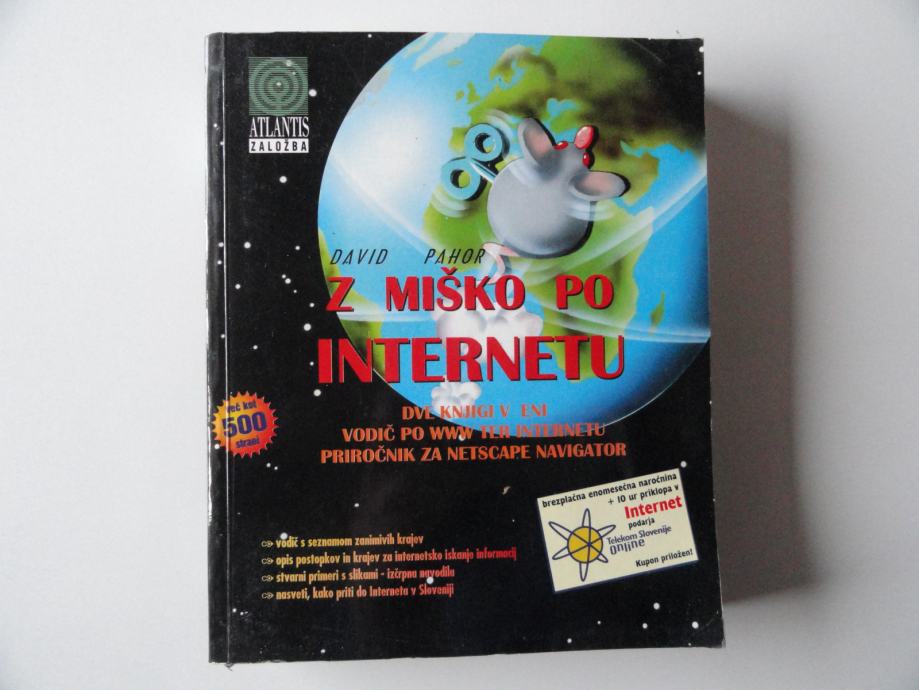 ATLANTIS
ZALOŽBA
DAVID PAHOR
Z MIŠKO PO
INTERNETU
več kot
500
strani
DVE KNJIGI V ENI
VODIČ PO WWW TER INTERNETU
PRIROČNIK ZA NETSCAPE NAVIGATOR
brezplačna enomesečna naročnina
+ 10 ur priklopa v
Internet
podarja
Telekom Slovenije
online
Kupon priložen!
vodič s seznamom zanimivih krajev
opis postopkov in krajev za internetsko iskanje informacij
stvarni primeri s slikami - izčrpna navodila
nasveti, kako priti do Interneta v Sloveniji